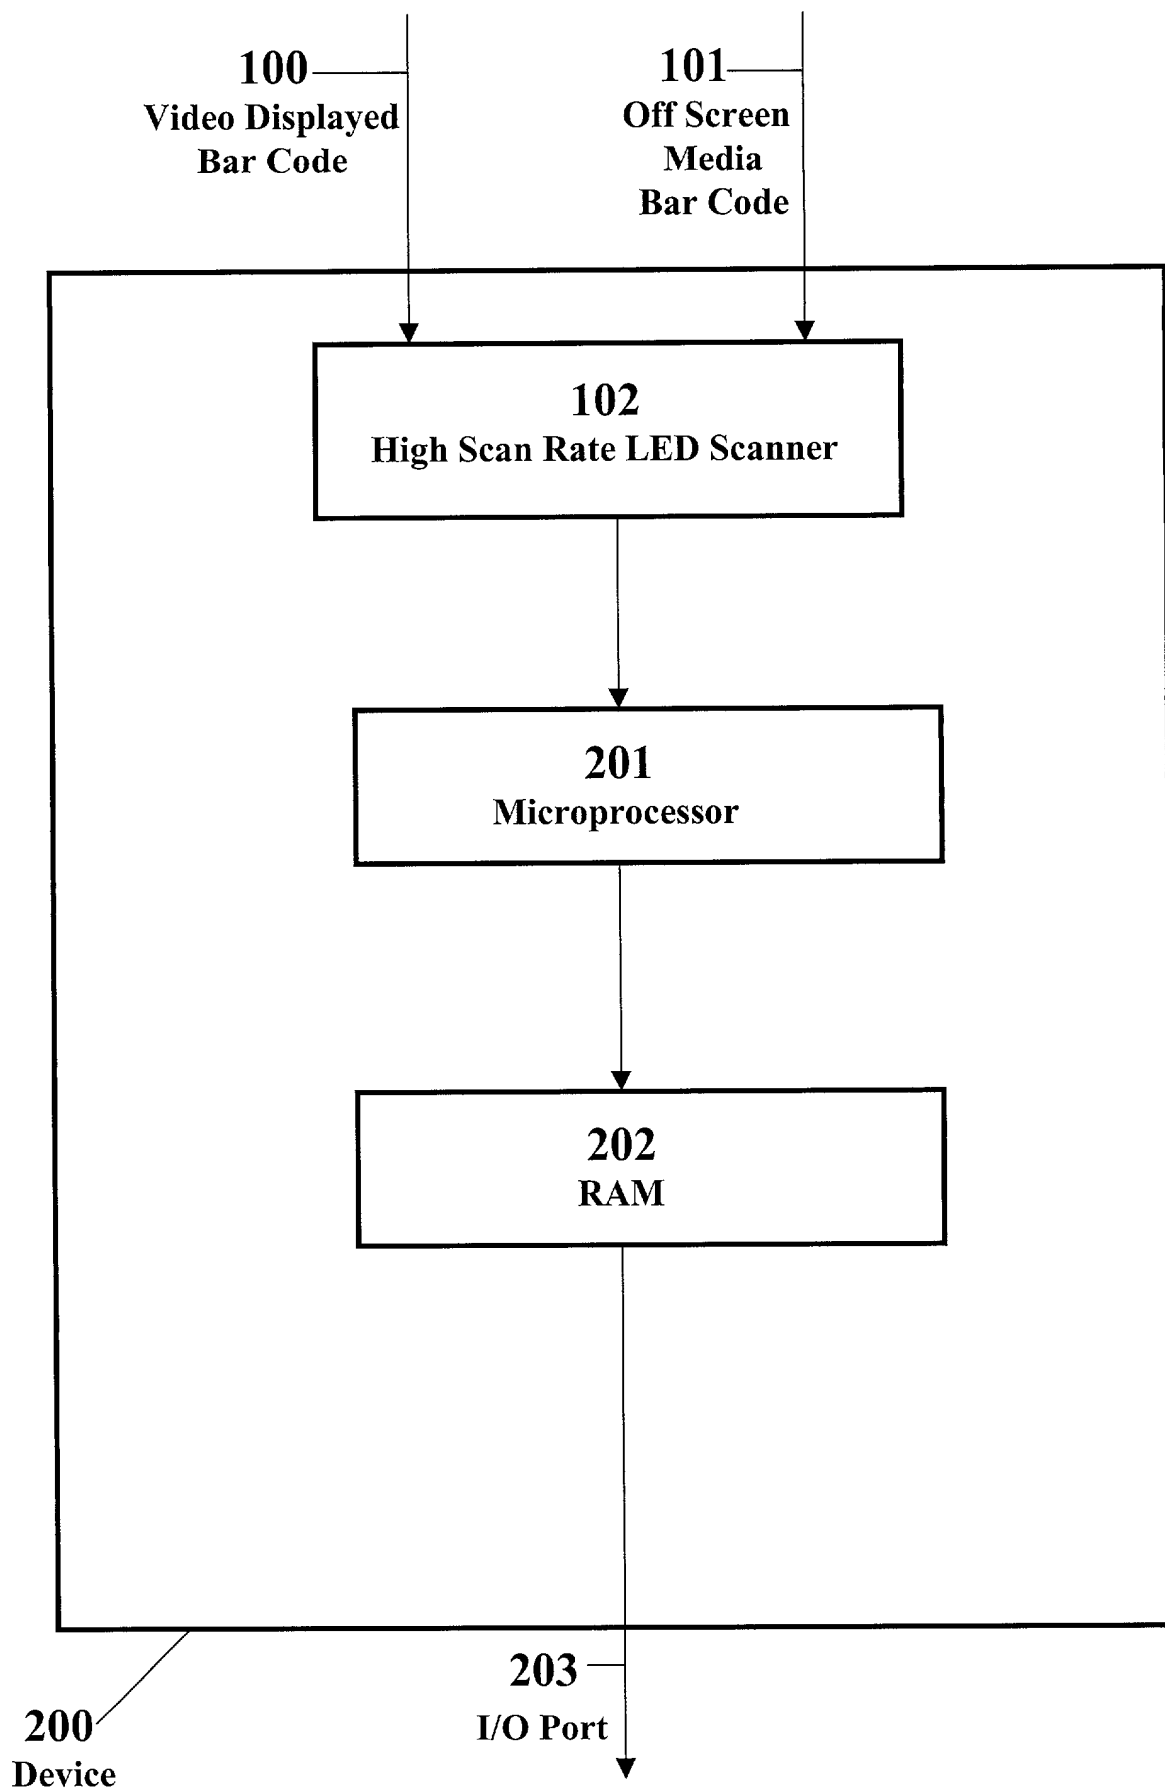 100
Video Displayed
Bar Code
101
Off Screen
Media
Bar Code
102
High Scan Rate LED Scanner
201
Microprocessor
202
RAM
203
I/O Port
200
Device